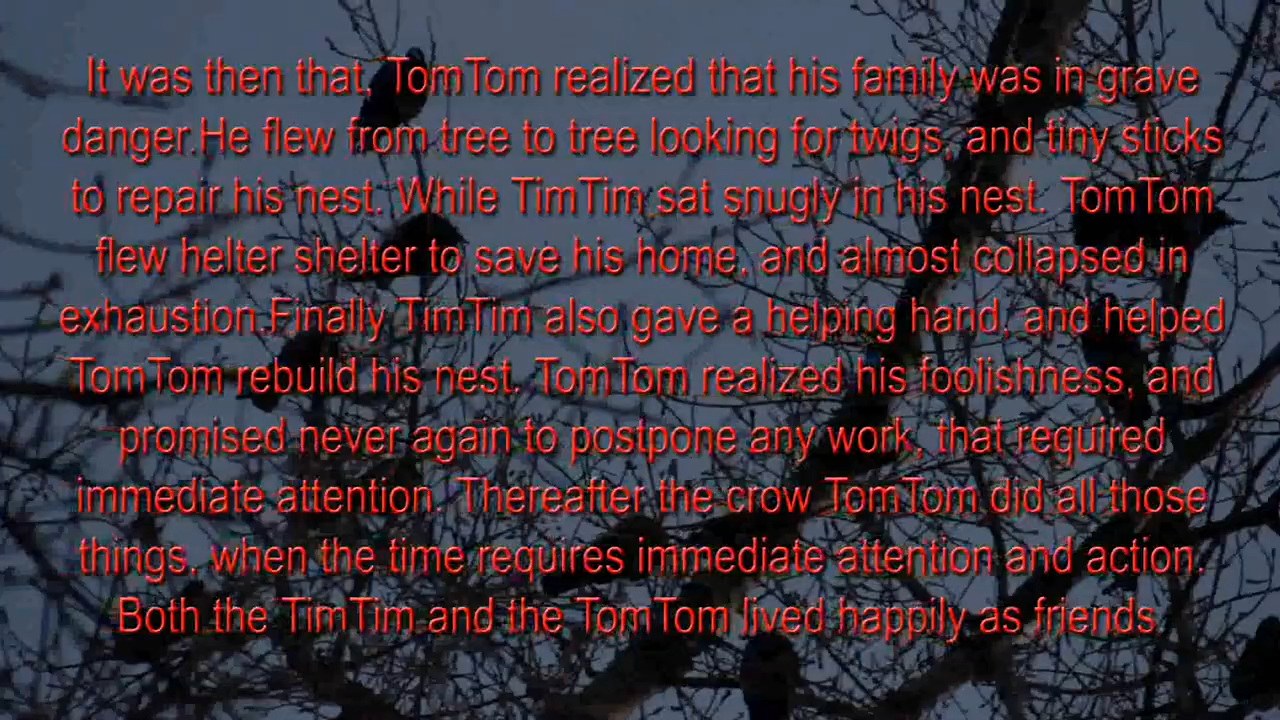 It was then that, TomTom realized that his family was in grave
danger.He flew from tree to tree looking for twigs, and tiny sticks
to repair his nest. While TimTim sat snugly in his nest. TomTom
flew helter shelter to save his home, and almost collapsed in
exhaustion.Finally TimTim also gave a helping hand, and helped
TomTom rebuild his nest. TomTom realized his foolishness, and
promised never again to postpone any work, that required
immediate attention. Thereafter the crow TomTom did all those
things, when the time requires immediate attention and action.
Both the TimTim and the TomTom lived happily as friends